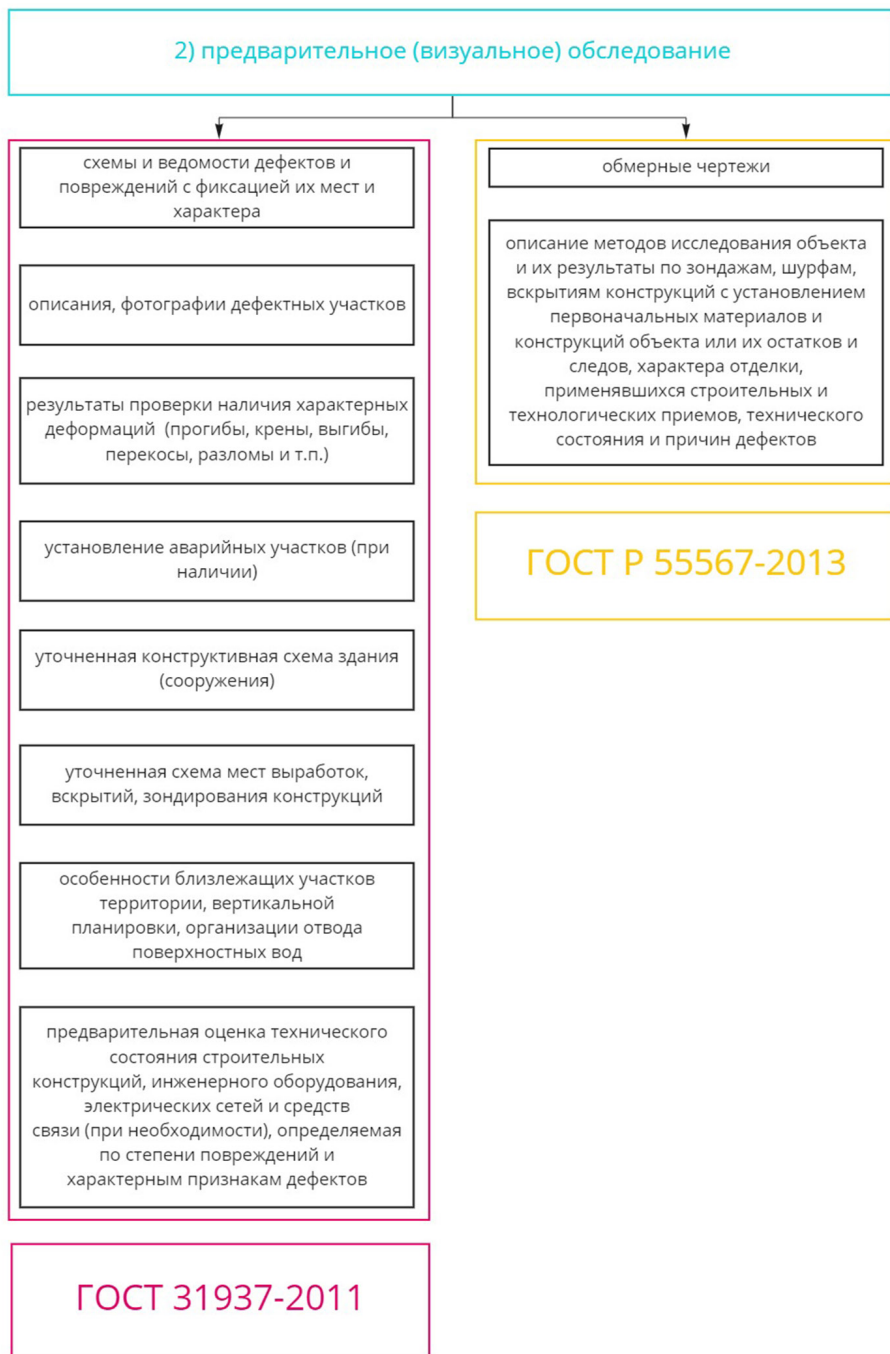 2) предварительное (визуальное) обследование
схемы и ведомости дефектов и
повреждений с фиксацией их мест и
характера
описания, фотографии дефектных участков
результаты проверки наличия характерных
деформаций (прогибы, крены, выгибы,
перекосы, разломы и т.п.)
установление аварийных участков (при
наличии)
уточненная конструктивная схема здания
(сооружения)
уточненная схема мест выработок,
вскрытий, зондирования конструкций
особенности близлежащих участков
территории, вертикальной
планировки, организации отвода
поверхностных вод
предварительная оценка технического
состояния строительных
конструкций, инженерного оборудования,
электрических сетей и средств
связи (при необходимости), определяемая
по степени повреждений и
характерным признакам дефектов
ГОСТ 31937-2011
обмерные чертежи
описание методов исследования объекта
и их результаты по зондажам, шурфам,
вскрытиям конструкций с установлением
первоначальных материалов и
конструкций объекта или их остатков и
следов, характера отделки,
применявшихся строительных и
технологических приемов, технического
состояния и причин дефектов
ГОСТ Р 55567-2013